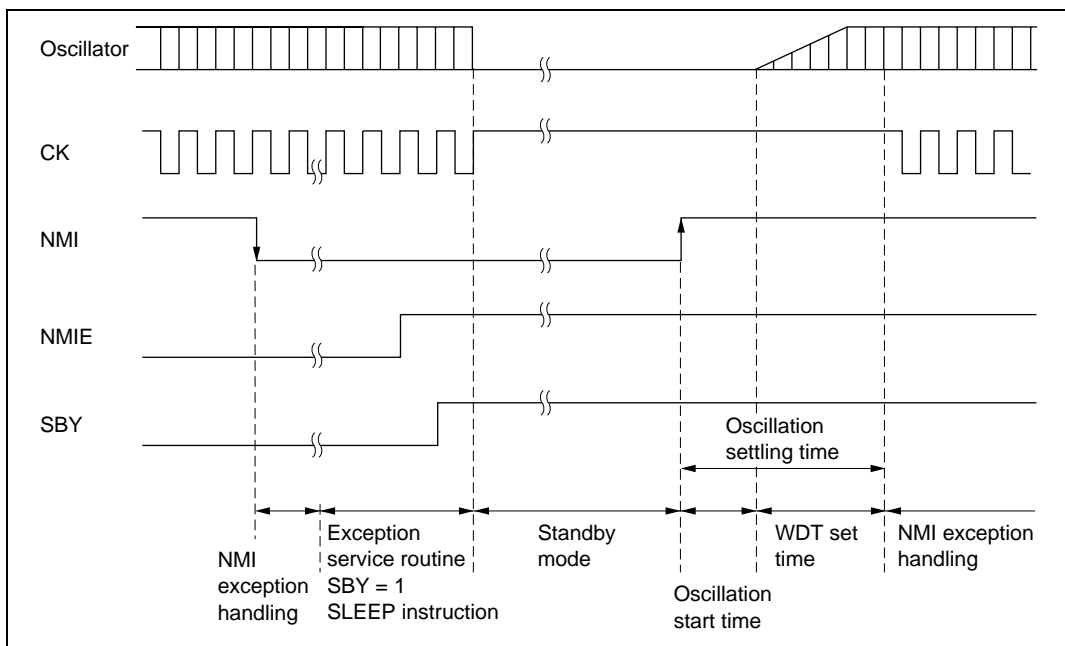 Oscillator
CK
NMI
NMIE
SBY
Oscillation
settling time
NMI
exception
handling
Exception
service routine
SBY = 1
SLEEP instruction
Standby
mode
Oscillation
start time
WDT set
time
NMI exception
handling